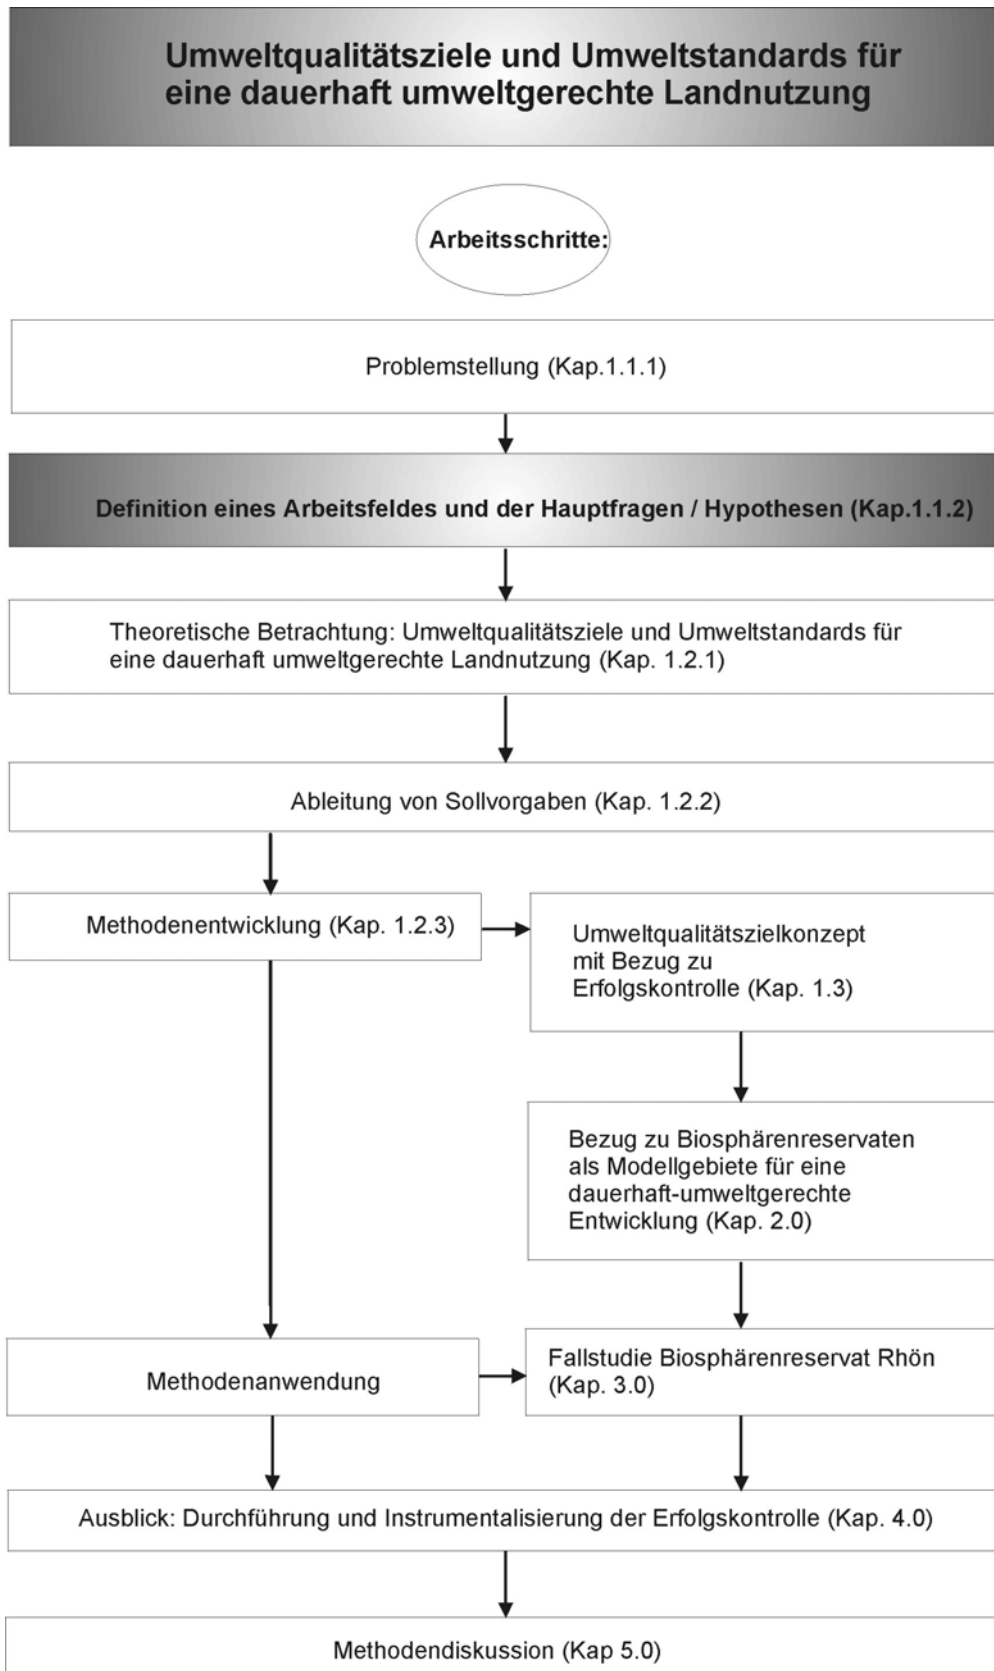 Umweltqualitätsziele und Umweltstandards für
eine dauerhaft umweltgerechte Landnutzung
Arbeitsschritte:
Problemstellung (Kap.1.1.1)
Definition eines Arbeitsfeldes und der Hauptfragen / Hypothesen (Kap.1.1.2)
Theoretische Betrachtung: Umweltqualitätsziele und Umweltstandards für
eine dauerhaft umweltgerechte Landnutzung (Kap. 1.2.1)
Ableitung von Sollvorgaben (Kap. 1.2.2)
Methodenentwicklung (Kap. 1.2.3)
Umweltqualitätszielkonzept
mit Bezug zu
Erfolgskontrolle (Kap. 1.3)
Bezug zu Biosphärenreservaten
als Modellgebiete für eine
dauerhaft-umweltgerechte
Entwicklung (Kap. 2.0)
Methodenanwendung
Fallstudie Biosphärenreservat Rhön
(Kap. 3.0)
Ausblick: Durchführung und Instrumentalisierung der Erfolgskontrolle (Kap. 4.0)
Methodendiskussion (Kap 5.0)